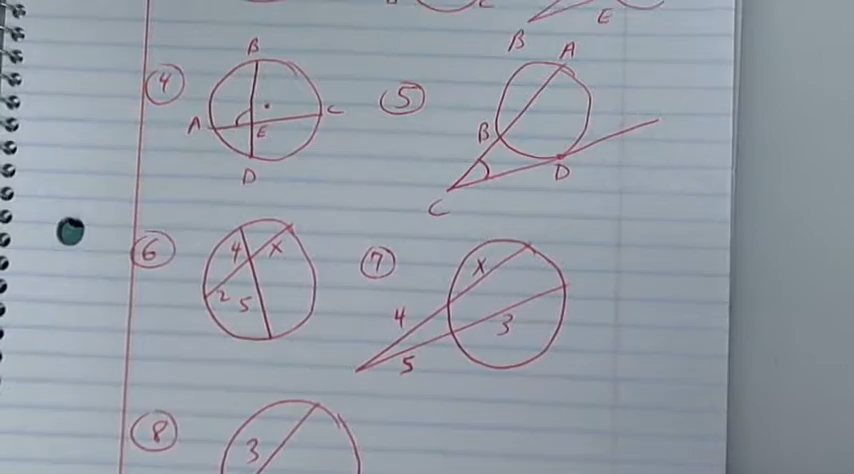 E
B
④ B A C E D
⑤ A B D C
⑥ 4 x 2 5
⑦ x 4 3 5
⑧ 3